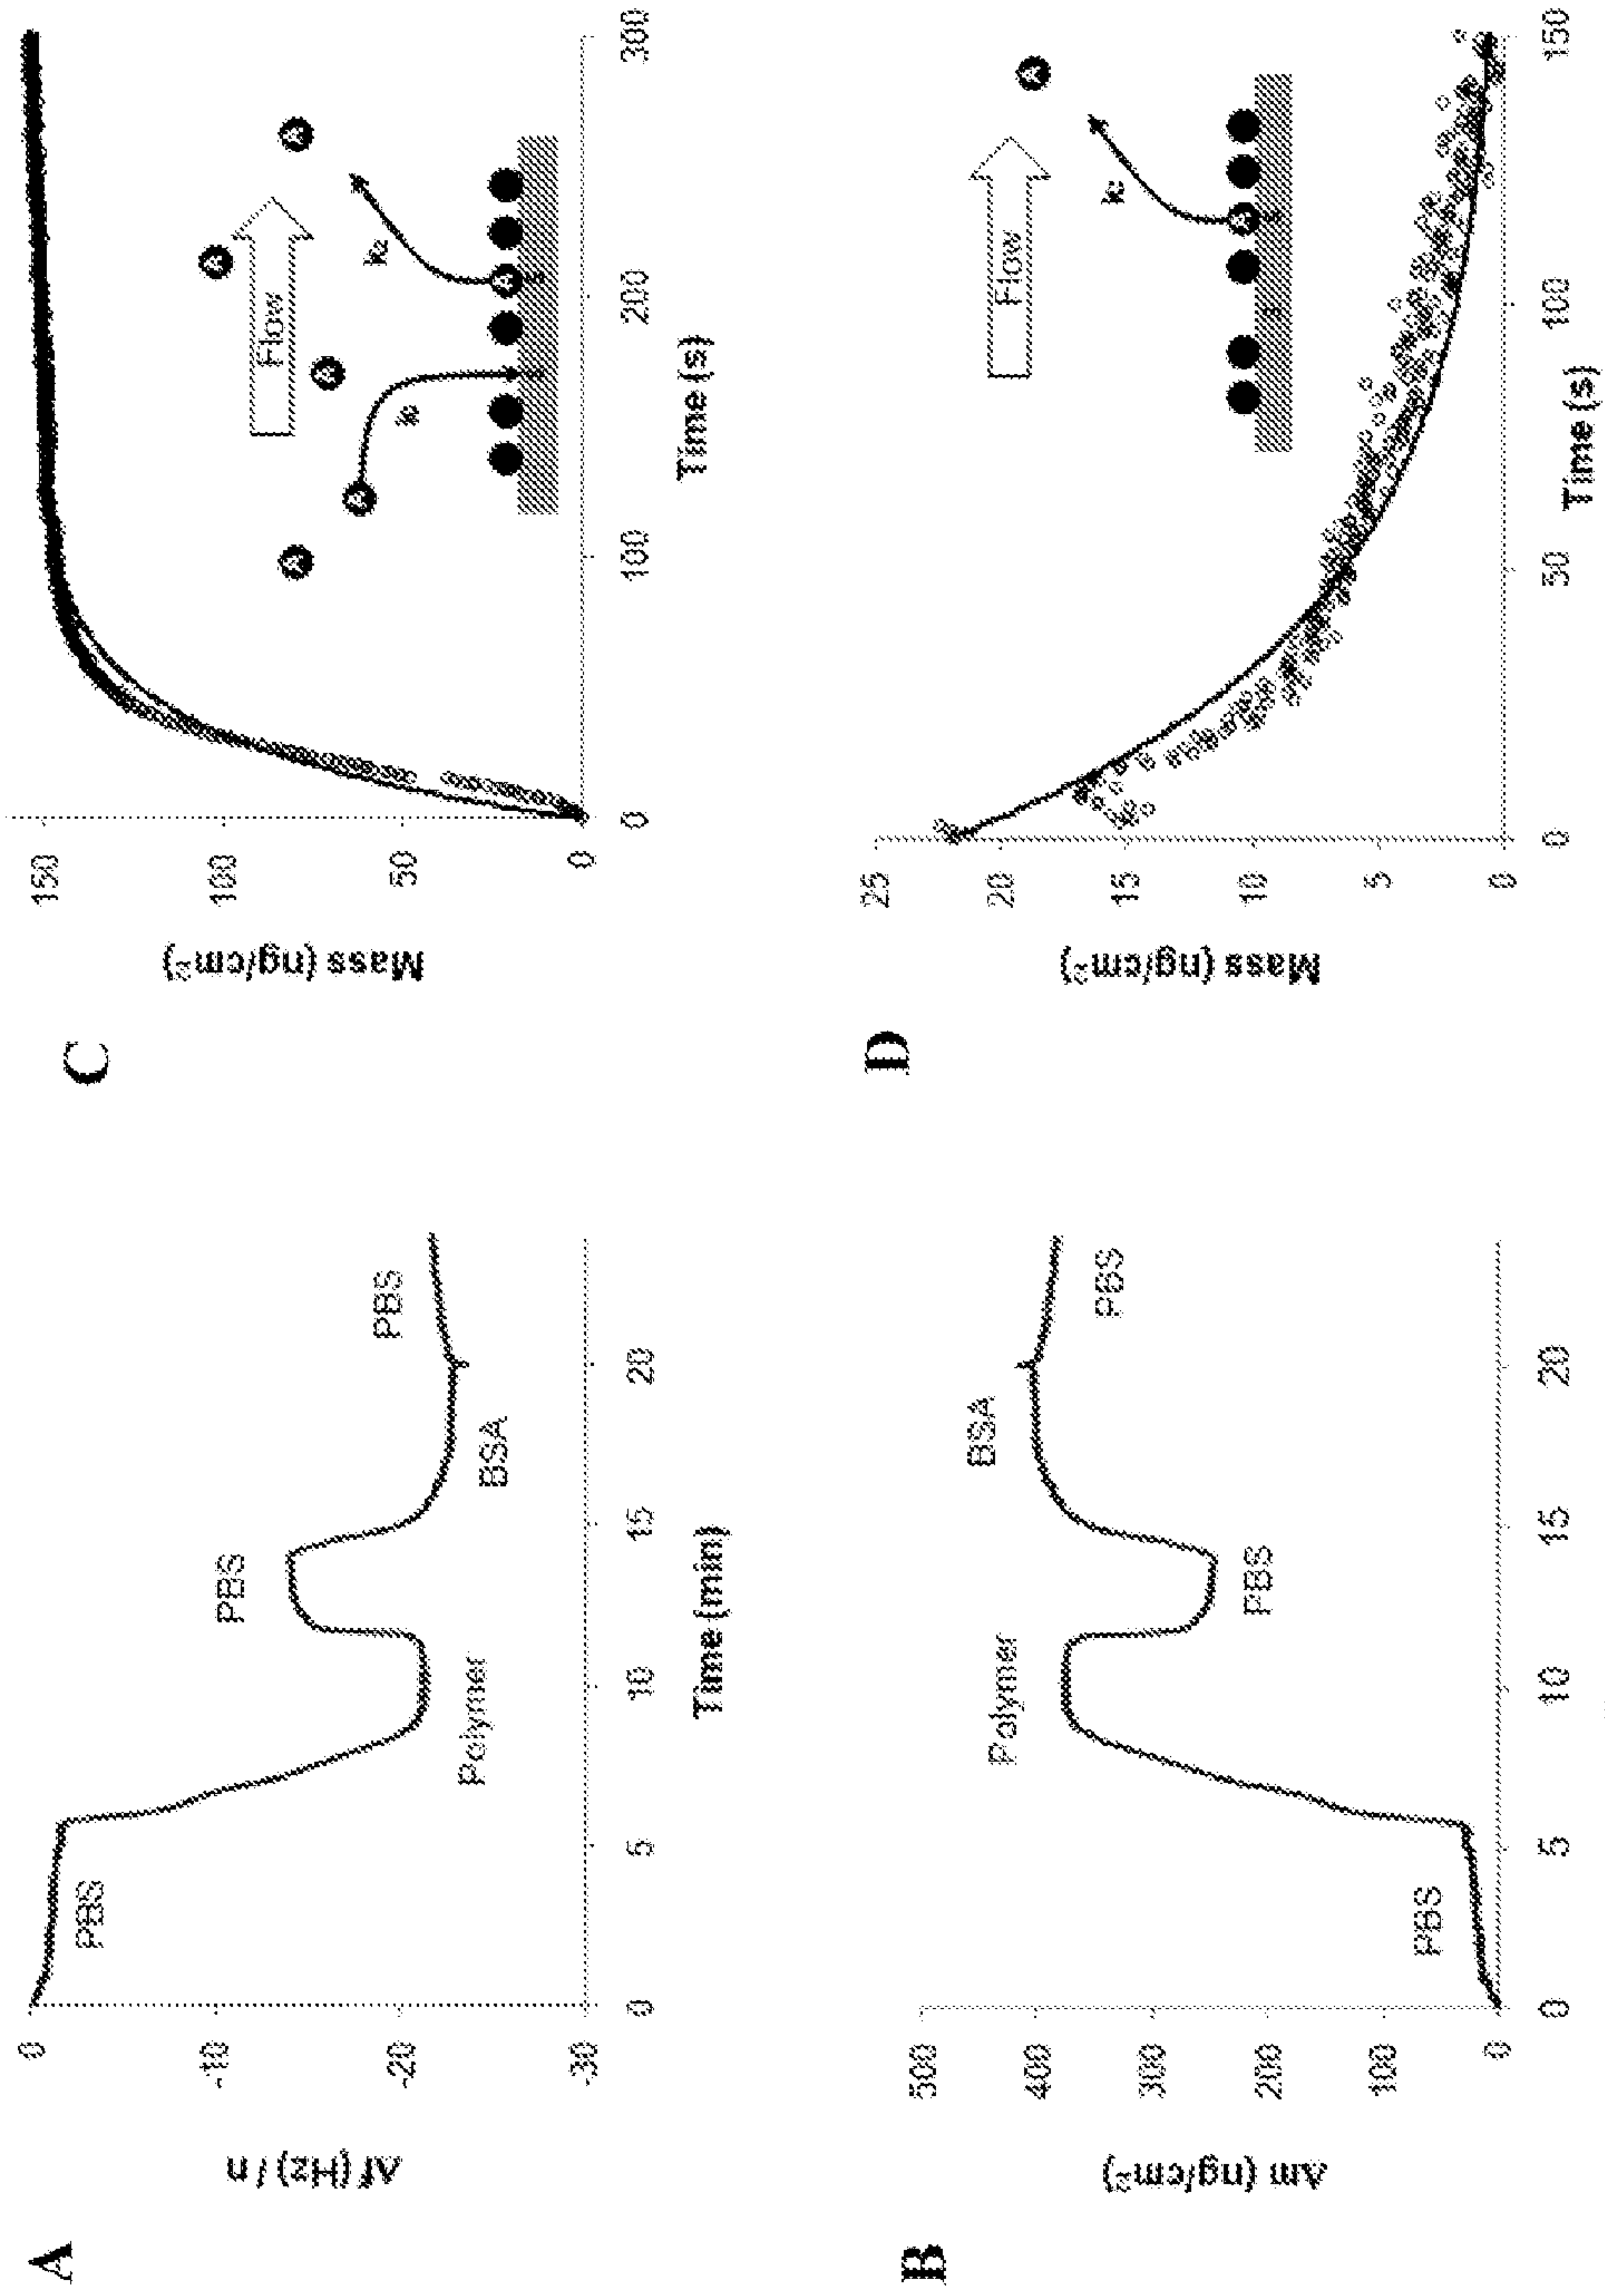 A
0
-10
-20
-30
Δf (Hz) / n
PBS
Polymer
PBS
BSA
PBS
0
5
10
15
20
Time (min)
B
500
400
300
200
100
0
Δm (ng/cm²)
PBS
Polymer
PBS
BSA
PBS
0
5
10
15
20
C
150
100
50
0
Mass (ng/cm²)
Flow
A
A
A
A
A
A
0
100
200
300
Time (s)
D
25
20
15
10
5
0
Mass (ng/cm²)
Flow
A
A
0
50
100
150
Time (s)